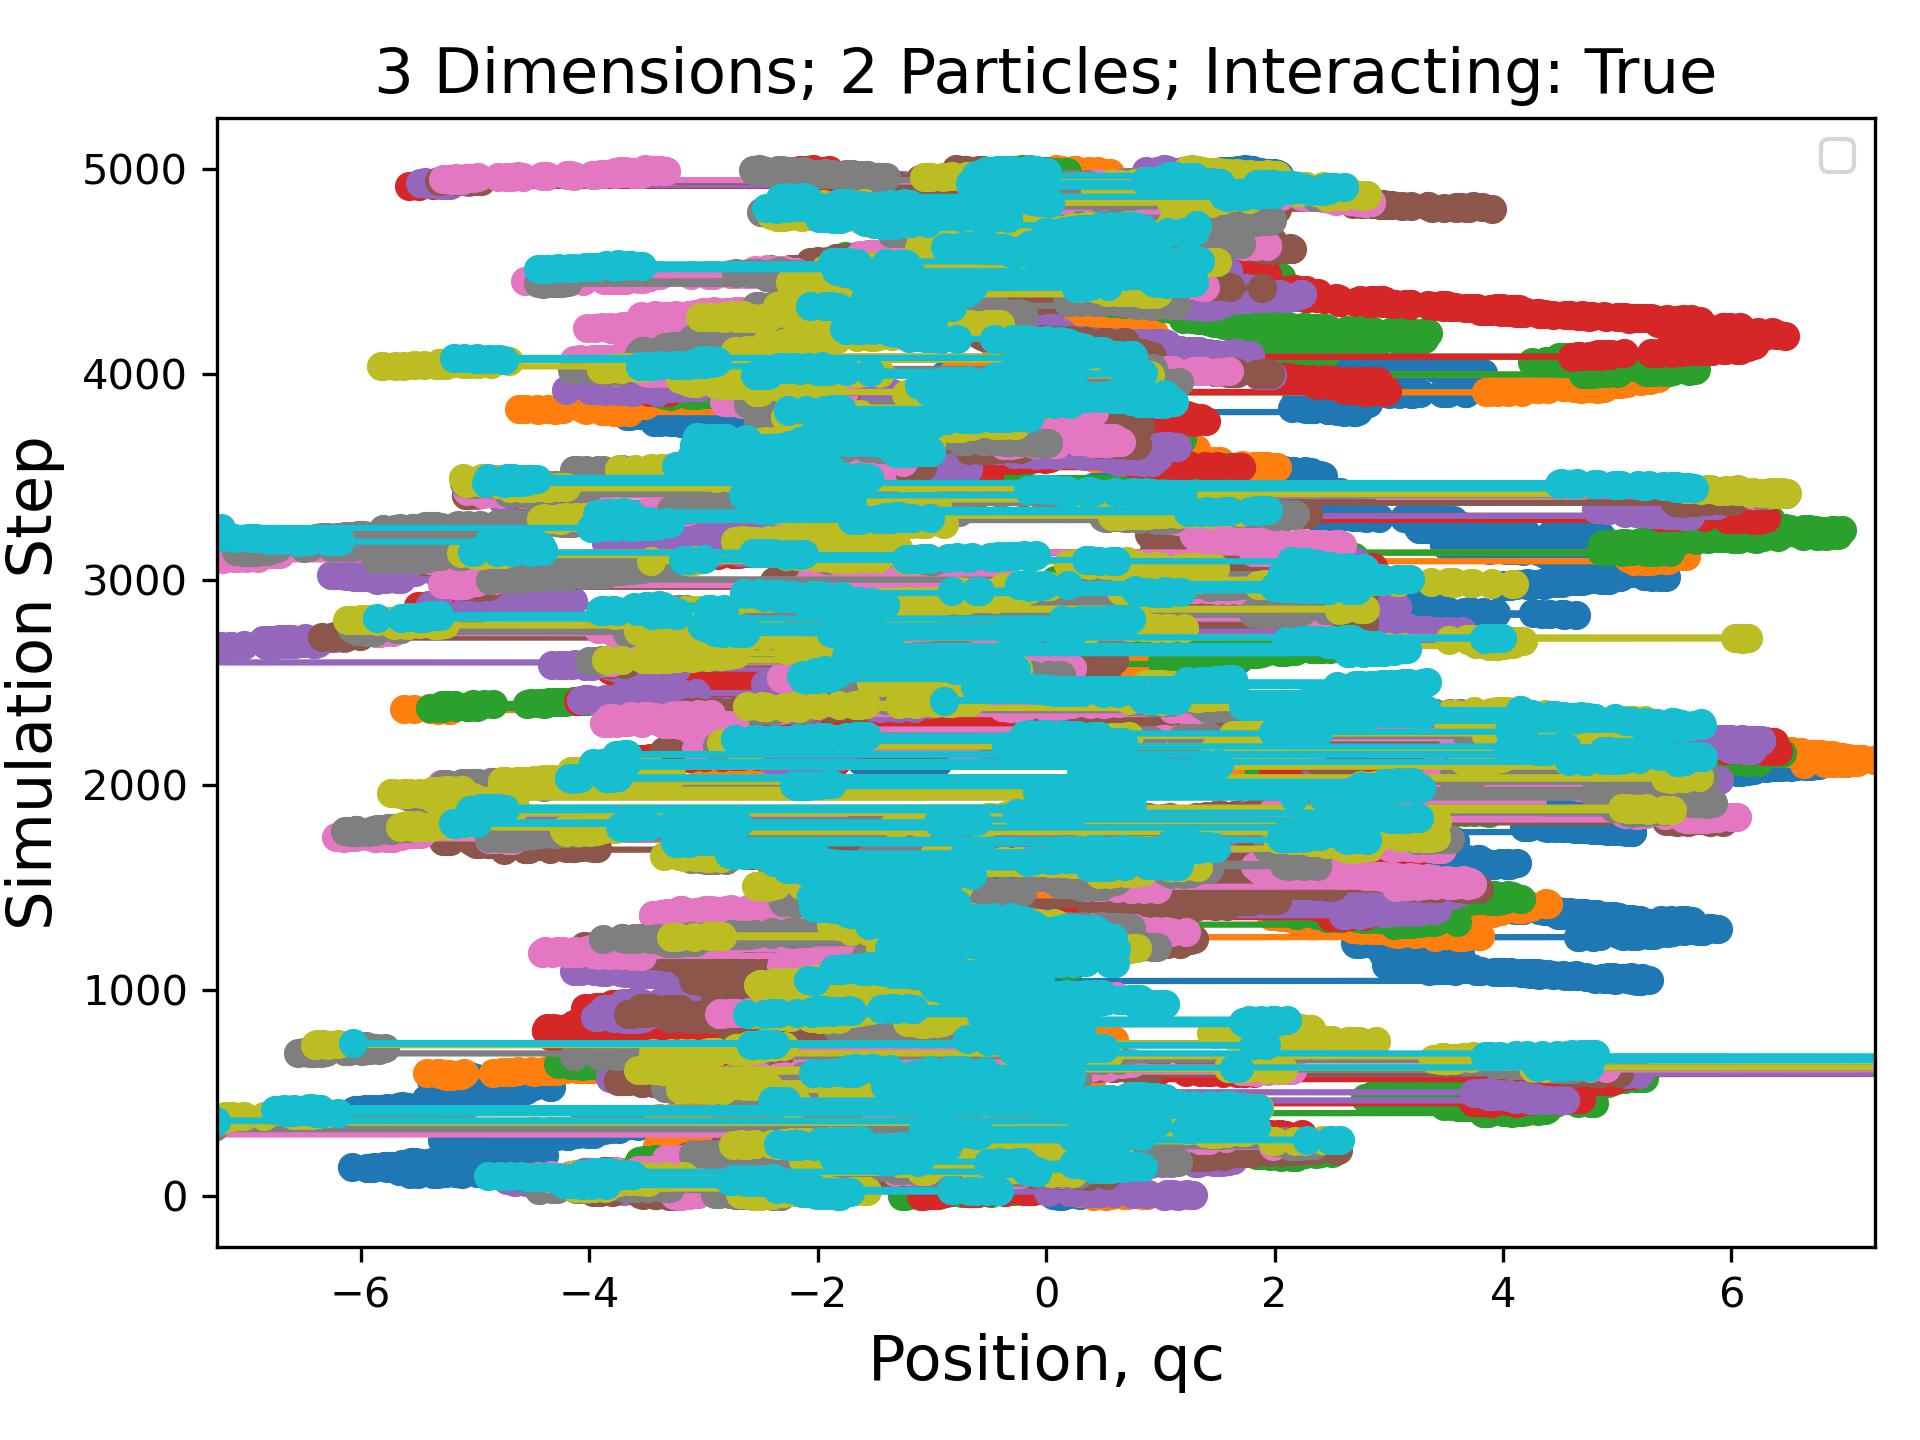 3 Dimensions; 2 Particles; Interacting: True
Simulation Step
5000
4000
3000
2000
1000
0
−6 −4 −2 0 2 4 6
Position, qc